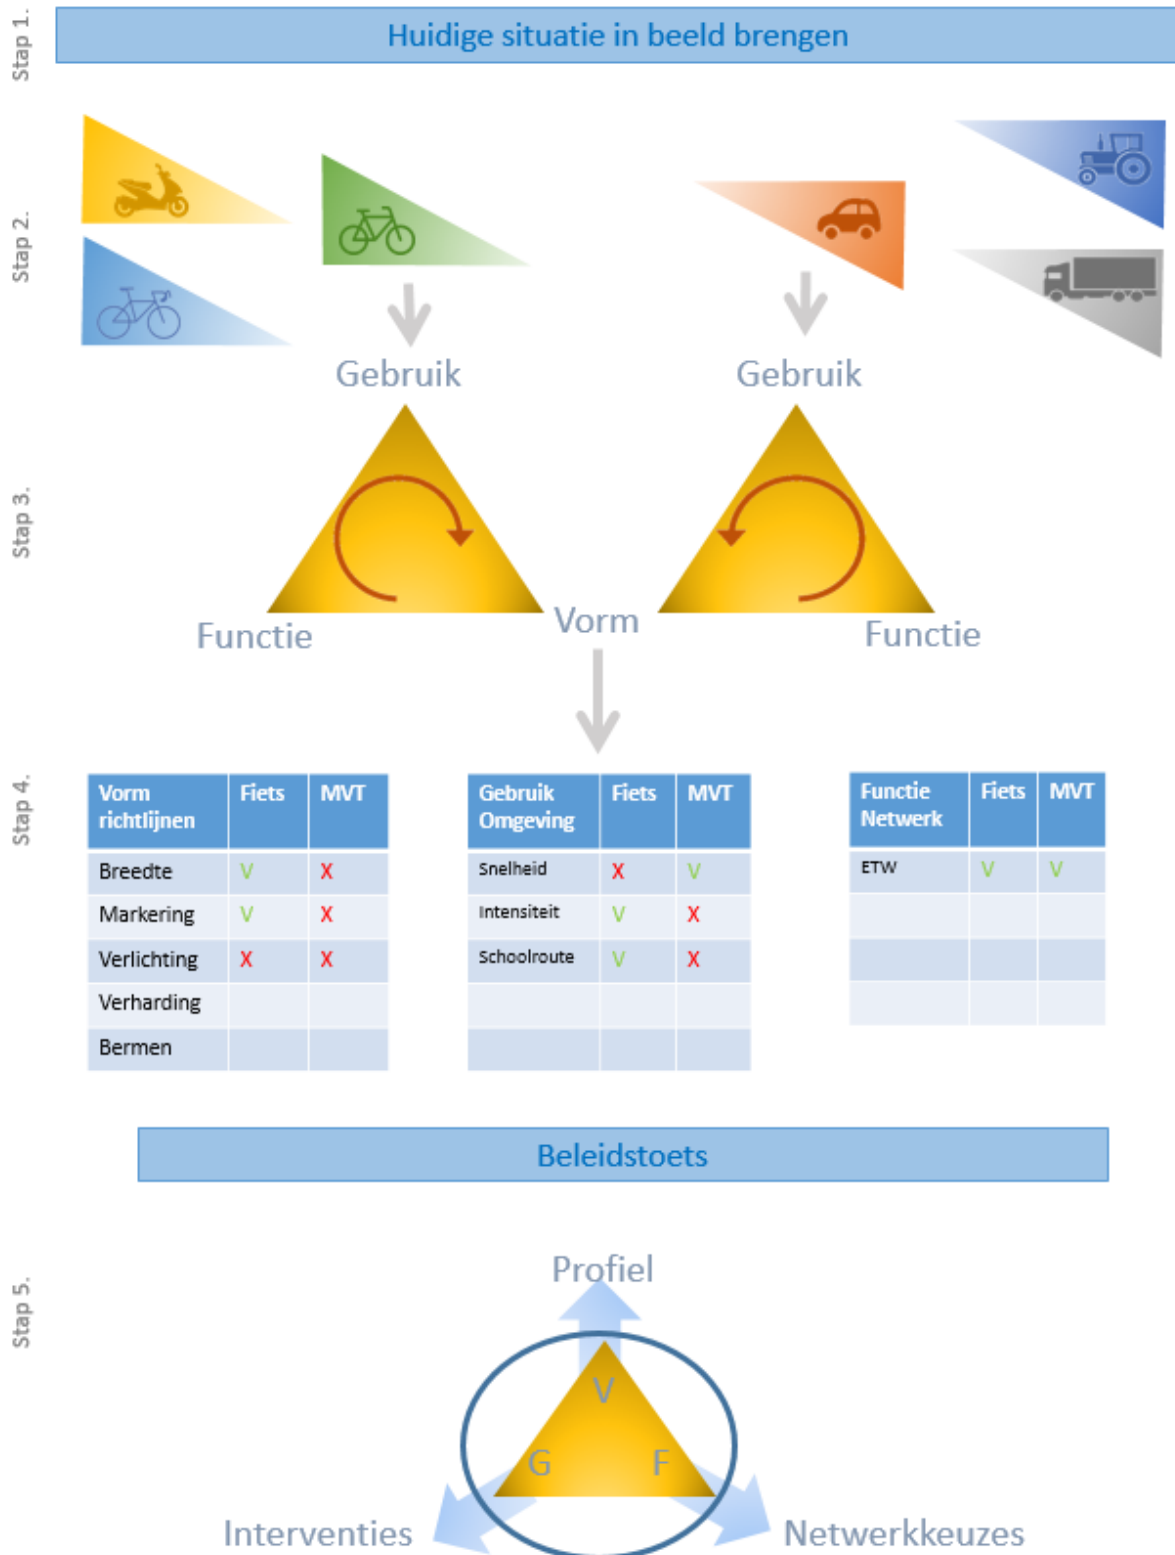 Stap 1.
Huidige situatie in beeld brengen
Stap 2.
Gebruik
Gebruik
Stap 3.
Functie
Vorm
Functie
Stap 4.
Vorm richtlijnen Fiets MVT
Breedte V X
Markering V X
Verlichting X X
Verharding
Bermen
Gebruik Omgeving Fiets MVT
Snelheid X V
Intensiteit V X
Schoolroute V X
Functie Netwerk Fiets MVT
ETW V V
Beleidstoets
Stap 5.
Profiel
V
G F
Interventies
Netwerkkeuzes